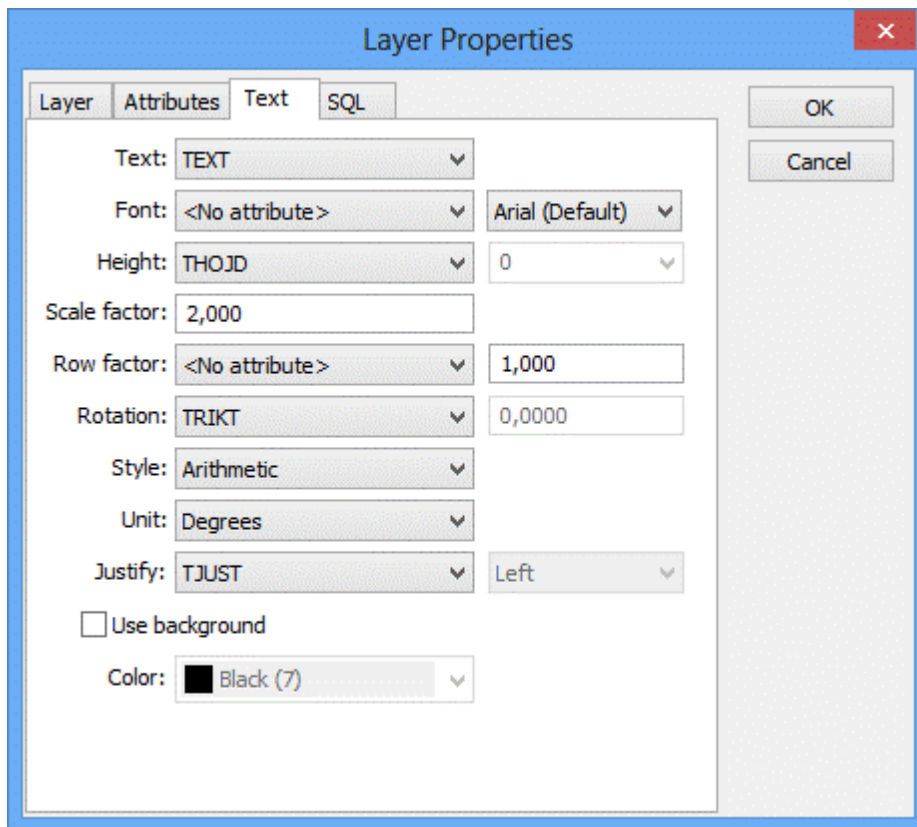 Layer Properties
Layer Attributes Text SQL
OK
Cancel
Text: TEXT
Font: <No attribute> Arial (Default)
Height: THOJD 0
Scale factor: 2,000
Row factor: <No attribute> 1,000
Rotation: TRIKT 0,0000
Style: Arithmetic
Unit: Degrees
Justify: TJUST Left
Use background
Color: Black (7)